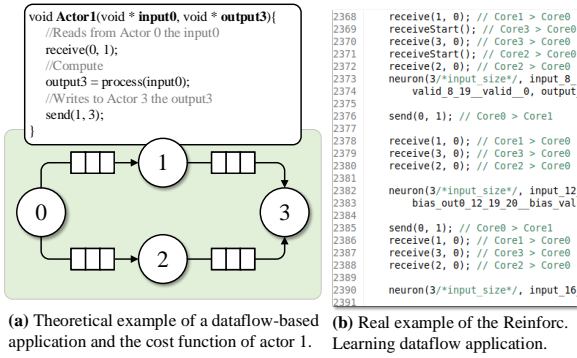 void Actor1(void * input0, void * output3){
//Reads from Actor 0 the input0
receive(0, 1);
//Compute
output3 = process(input0);
//Writes to Actor 3 the output3
send(1, 3);
}
0
1
2
3
(a) Theoretical example of a dataflow-based
application and the cost function of actor 1.
2368 receive(1, 0); // Core1 > Core0
2369 receiveStart(); // Core3 > Core0
2370 receive(3, 0); // Core3 > Core0
2371 receiveStart(); // Core2 > Core0
2372 receive(2, 0); // Core2 > Core0
2373 neuron(3/*input_size*/, input_8_
2374 valid_8_19__valid__0, output_
2375
2376 send(0, 1); // Core0 > Core1
2377
2378 receive(1, 0); // Core1 > Core0
2379 receive(3, 0); // Core3 > Core0
2380 receive(2, 0); // Core2 > Core0
2381
2382 neuron(3/*input_size*/, input_12
2383 bias_out0_12_19_20__bias_val
2384
2385 send(0, 1); // Core0 > Core1
2386 receive(1, 0); // Core1 > Core0
2387 receive(3, 0); // Core3 > Core0
2388 receive(2, 0); // Core2 > Core0
2389
2390 neuron(3/*input_size*/, input_16
2391
(b) Real example of the Reinforc.
Learning dataflow application.